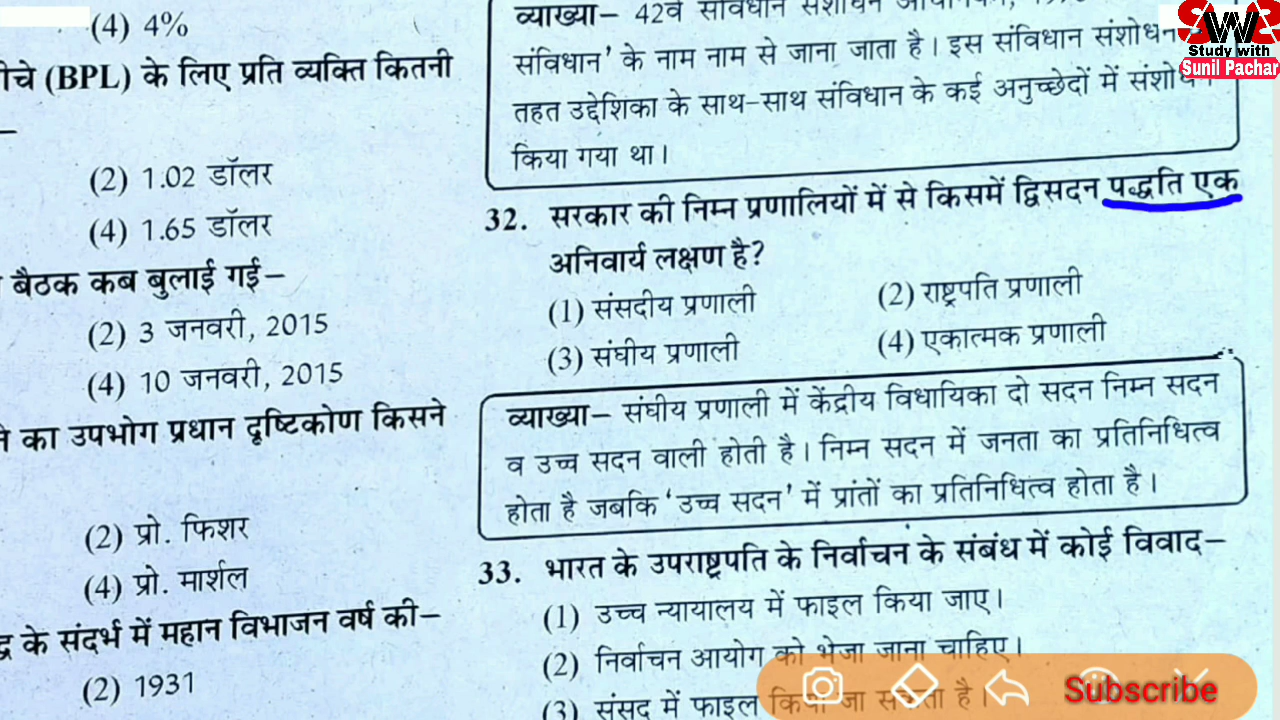 (4) 4%
ीचे (BPL) के लिए प्रति व्यक्ति कितनी
–
(2) 1.02 डॉलर
(4) 1.65 डॉलर
बैठक कब बुलाई गई–
(2) 3 जनवरी, 2015
(4) 10 जनवरी, 2015
ने का उपभोग प्रधान दृष्टिकोण किसने
(2) प्रो. फिशर
(4) प्रो. मार्शल
के संदर्भ में महान विभाजन वर्ष की–
(2) 1931
व्याख्या– 42वें संविधान संशोधन
संविधान' के नाम नाम से जाना जाता है। इस संविधान संशोधन
तहत उद्देशिका के साथ-साथ संविधान के कई अनुच्छेदों में संशोधन
किया गया था।
32. सरकार की निम्न प्रणालियों में से किसमें द्विसदन पद्धति एक
अनिवार्य लक्षण है?
(1) संसदीय प्रणाली (2) राष्ट्रपति प्रणाली
(3) संघीय प्रणाली (4) एकात्मक प्रणाली
व्याख्या– संघीय प्रणाली में केंद्रीय विधायिका दो सदन निम्न सदन
व उच्च सदन वाली होती है। निम्न सदन में जनता का प्रतिनिधित्व
होता है जबकि 'उच्च सदन' में प्रांतों का प्रतिनिधित्व होता है।
33. भारत के उपराष्ट्रपति के निर्वाचन के संबंध में कोई विवाद–
(1) उच्च न्यायालय में फाइल किया जाए।
(2) निर्वाचन आयोग को भेजा जाना चाहिए।
(3) संसद में फाइल किया जा सकता है।
SWS
Study with
Sunil Pachar
Subscribe